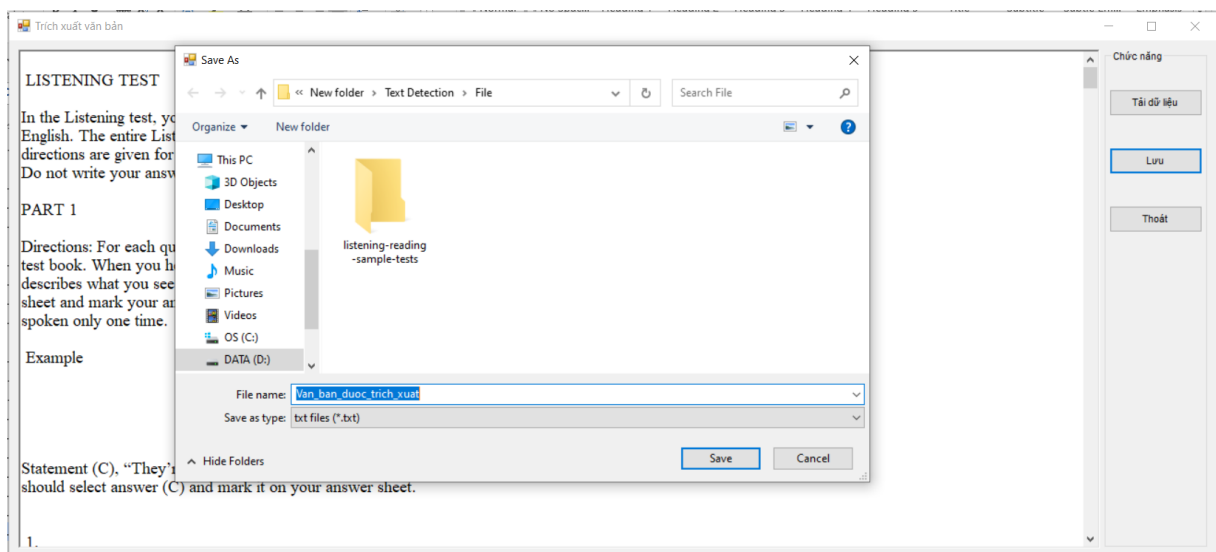 Trích xuất văn bản
LISTENING TEST
In the Listening test, yo
English. The entire List
directions are given for
Do not write your answ
PART 1
Directions: For each qu
test book. When you h
describes what you see
sheet and mark your an
spoken only one time.
Example
Statement (C), “They’r
should select answer (C) and mark it on your answer sheet.
1.
Save As
« New folder > Text Detection > File
Search File
Organize
New folder
This PC
3D Objects
Desktop
Documents
Downloads
Music
Pictures
Videos
OS (C:)
DATA (D:)
listening-reading
-sample-tests
File name: Van_ban_duoc_trich_xuat
Save as type: txt files (*.txt)
Hide Folders
Save
Cancel
Chức năng
Tải dữ liệu
Lưu
Thoát